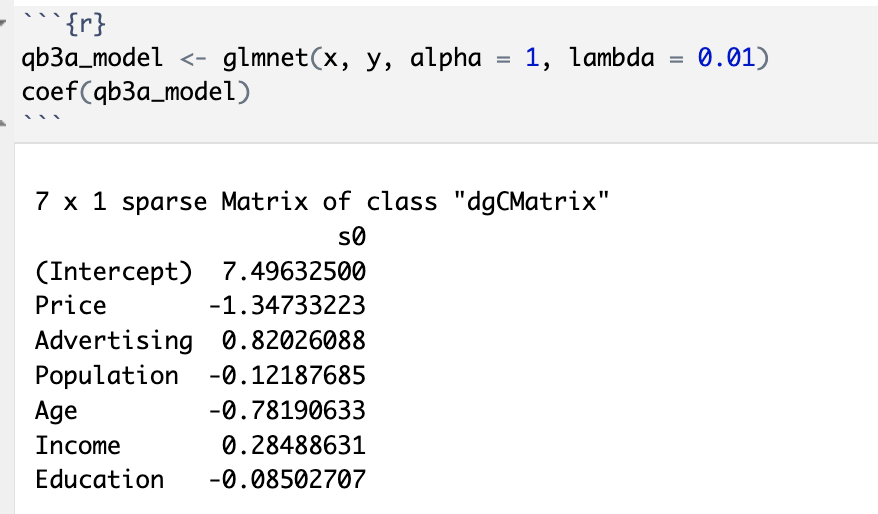 ```{r}
qb3a_model <- glmnet(x, y, alpha = 1, lambda = 0.01)
coef(qb3a_model)
```
7 x 1 sparse Matrix of class "dgCMatrix"
s0
(Intercept) 7.49632500
Price -1.34733223
Advertising 0.82026088
Population -0.12187685
Age -0.78190633
Income 0.28488631
Education -0.08502707